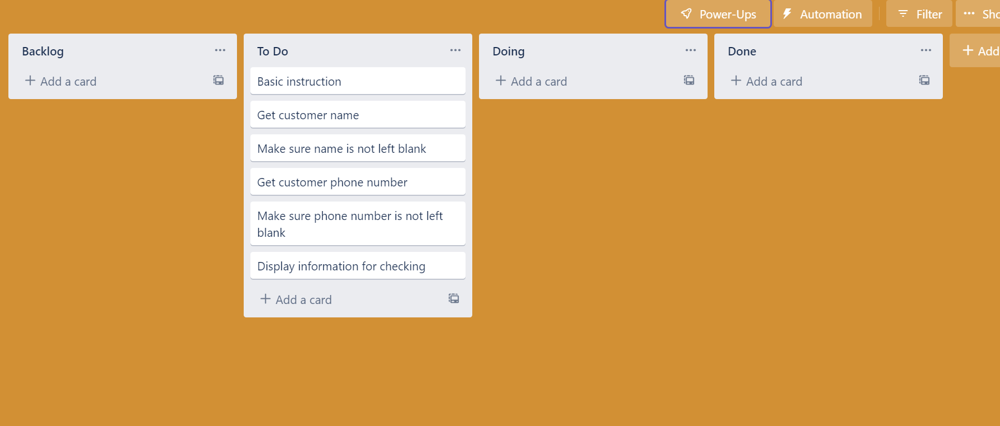 Power-Ups
Automation
Filter
Backlog
Add a card
To Do
Basic instruction
Get customer name
Make sure name is not left blank
Get customer phone number
Make sure phone number is not left
blank
Display information for checking
Add a card
Doing
Add a card
Done
Add a card
Add